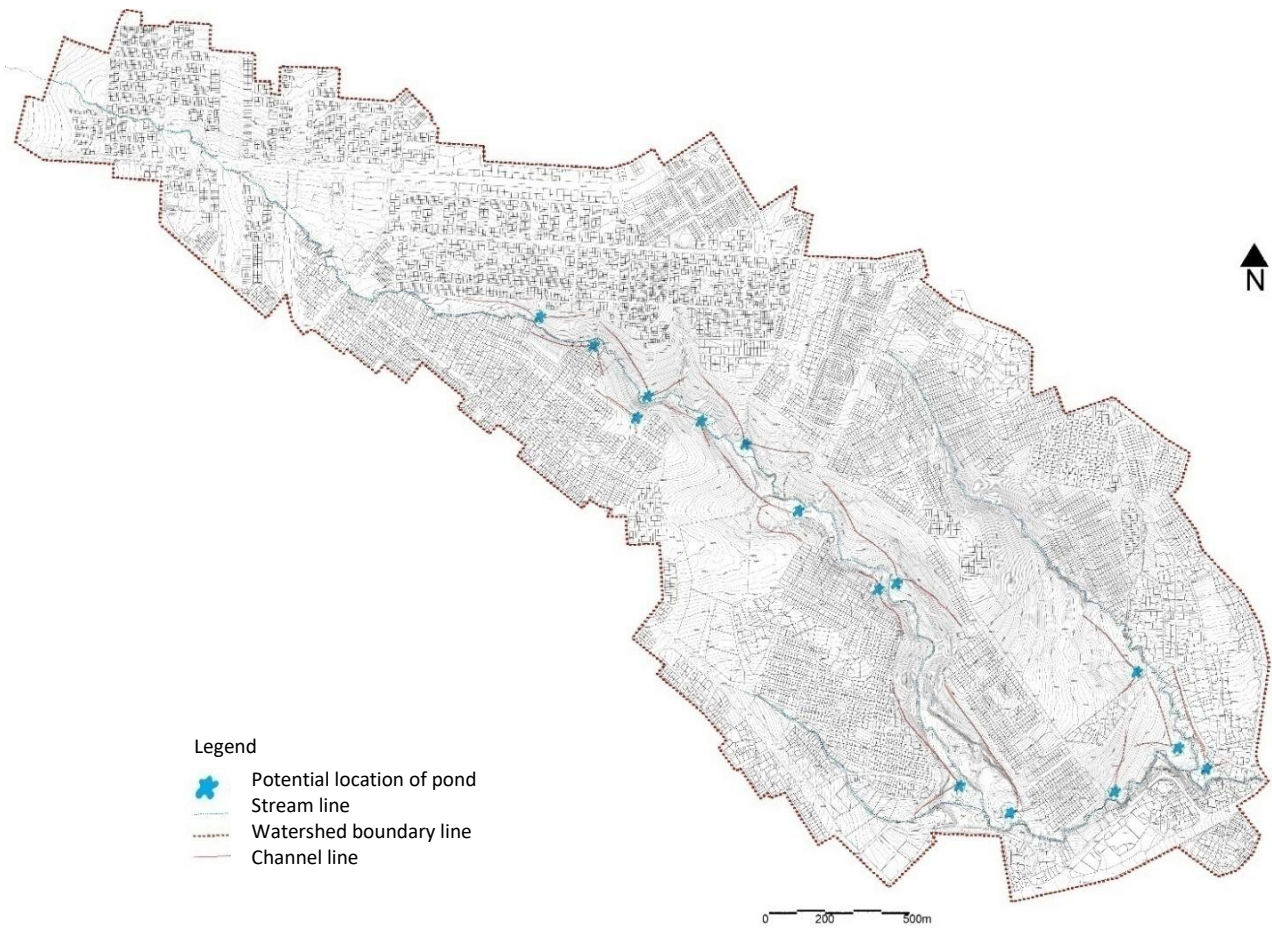 N
Legend
Potential location of pond
Stream line
Watershed boundary line
Channel line
0 200 500m